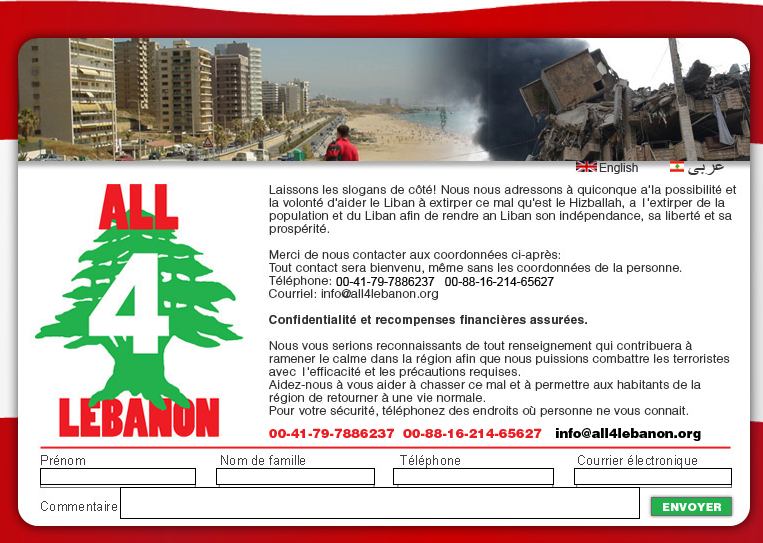 English عربي
ALL
4
LEBANON
Laissons les slogans de côté! Nous nous adressons à quiconque a'la possibilité et
la volonté d'aider le Liban à extirper ce mal qu'est le Hizballah, a l'extirper de la
population et du Liban afin de rendre an Liban son indépendance, sa liberté et sa
prospérité.
Merci de nous contacter aux coordonnées ci-après:
Tout contact sera bienvenu, même sans les coordonnées de la personne.
Téléphone: 00-41-79-7886237 00-88-16-214-65627
Courriel: info@all4lebanon.org
Confidentialité et recompenses financières assurées.
Nous vous serions reconnaissants de tout renseignement qui contribuera à
ramener le calme dans la région afin que nous puissions combattre les terroristes
avec l'efficacité et les précautions requises.
Aidez-nous à vous aider à chasser ce mal et à permettre aux habitants de la
région de retourner à une vie normale.
Pour votre sécurité, téléphonez des endroits où personne ne vous connait.
00-41-79-7886237 00-88-16-214-65627 info@all4lebanon.org
Prénom Nom de famille Téléphone Courrier électronique
Commentaire ENVOYER